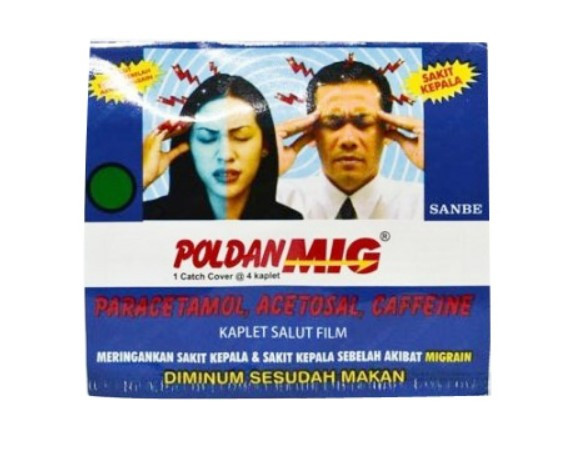 SAKIT
KEPALA
SANBE
POLDANMIG®
1 Catch Cover @ 4 kaplet
PARACETAMOL, ACETOSAL, CAFFEINE
KAPLET SALUT FILM
MERINGANKAN SAKIT KEPALA & SAKIT KEPALA SEBELAH AKIBAT MIGRAIN
DIMINUM SESUDAH MAKAN